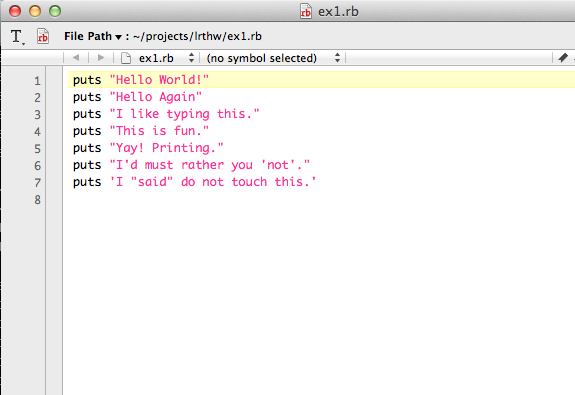 ex1.rb
T. rb File Path : ~/projects/lrthw/ex1.rb
ex1.rb (no symbol selected)
1 puts "Hello World!"
2 puts "Hello Again"
3 puts "I like typing this."
4 puts "This is fun."
5 puts "Yay! Printing."
6 puts "I'd must rather you 'not'."
7 puts 'I "said" do not touch this.'
8